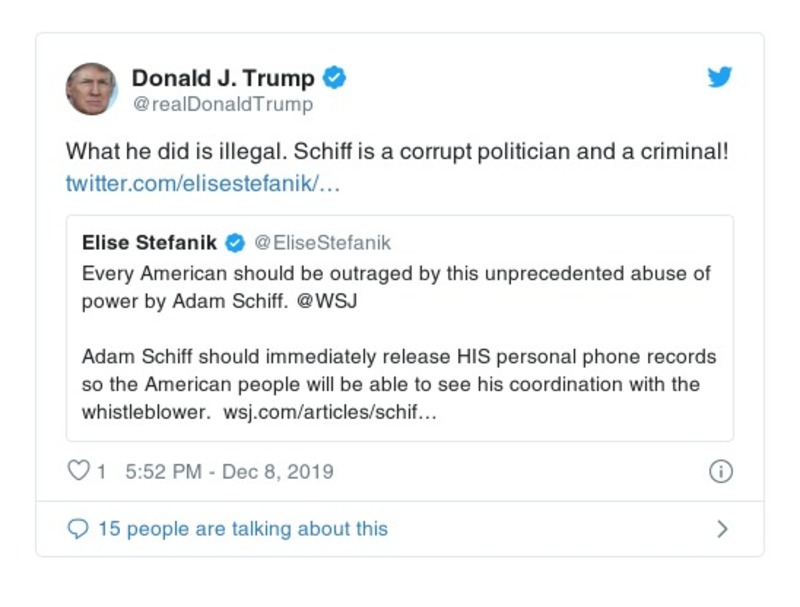 Donald J. Trump
@realDonaldTrump
What he did is illegal. Schiff is a corrupt politician and a criminal!
twitter.com/elisestefanik/…
Elise Stefanik @EliseStefanik
Every American should be outraged by this unprecedented abuse of
power by Adam Schiff. @WSJ
Adam Schiff should immediately release HIS personal phone records
so the American people will be able to see his coordination with the
whistleblower.  wsj.com/articles/schif…
1 5:52 PM - Dec 8, 2019
15 people are talking about this